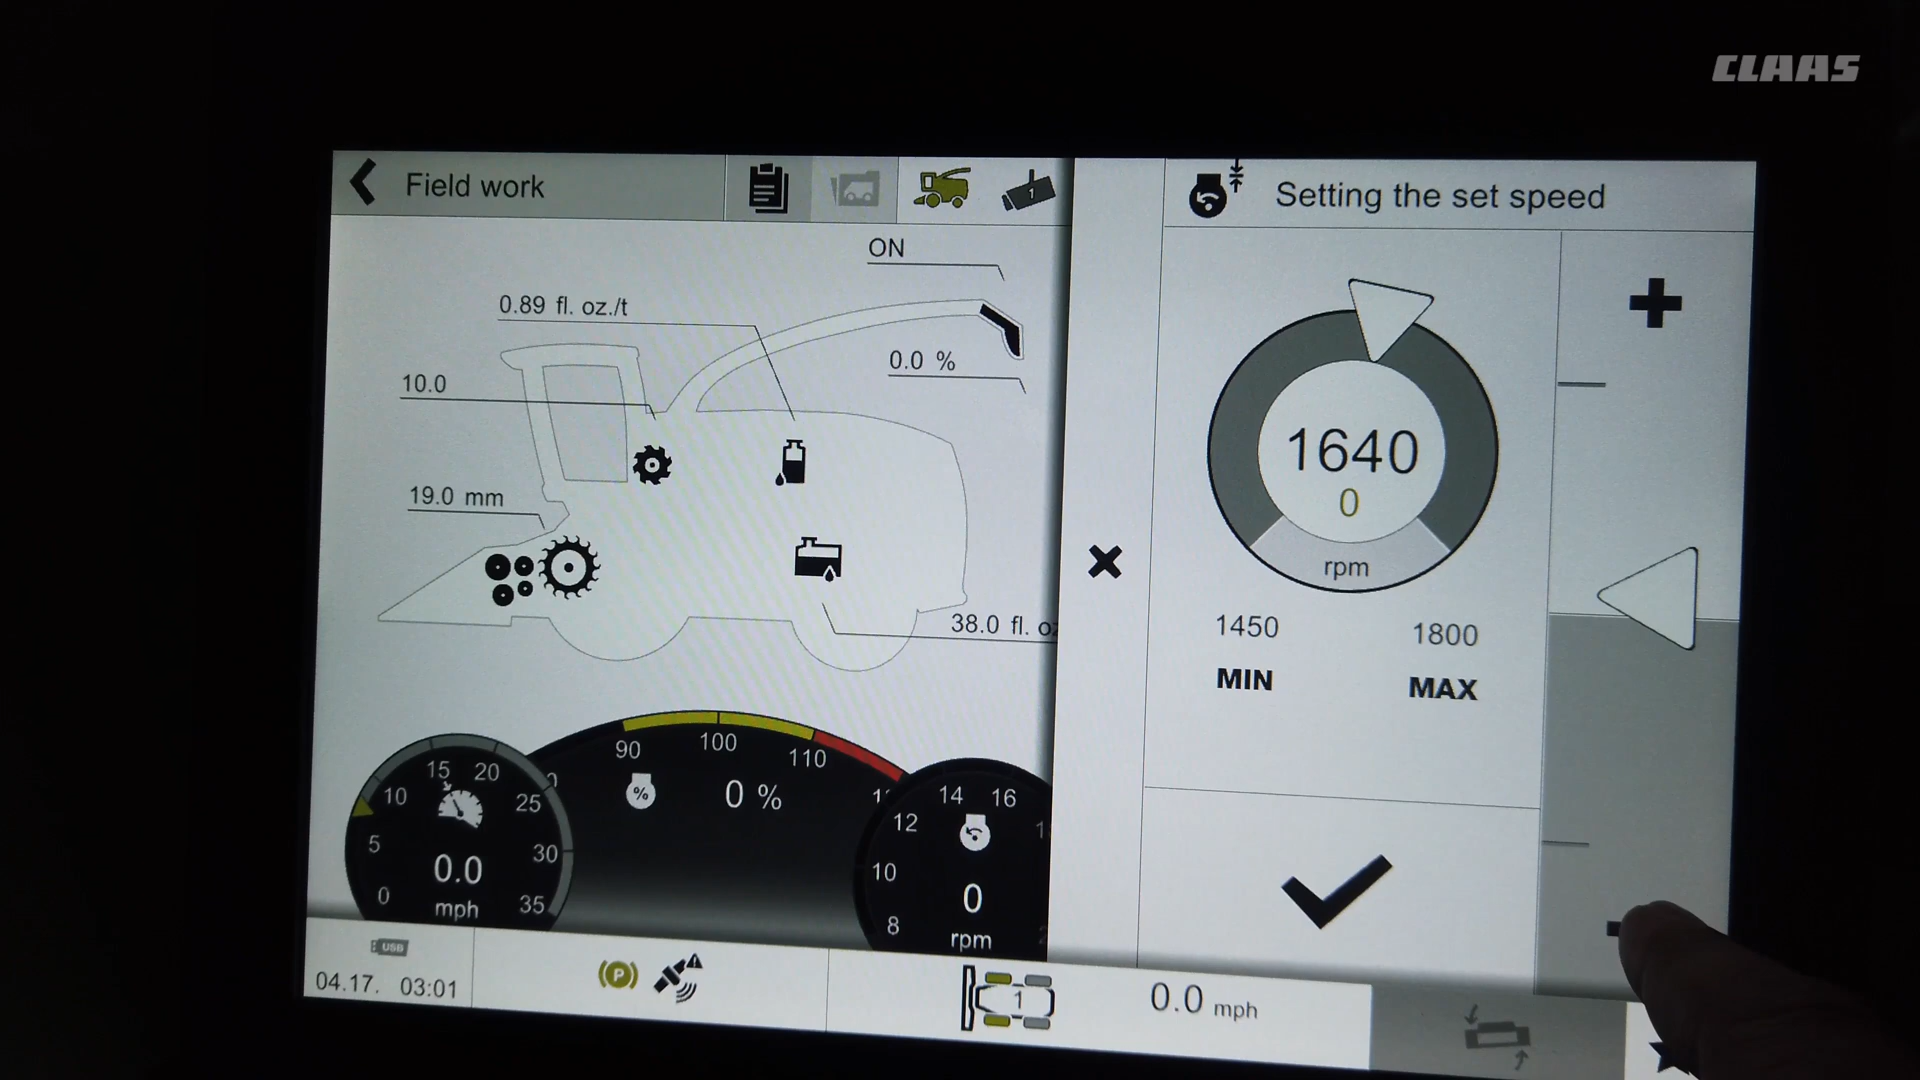 CLAAS
Field work
1
Setting the set speed
ON
0.89 fl. oz./t
0.0 %
10.0
19.0 mm
38.0 fl. oz
1640
0
rpm
1450
1800
MIN
MAX
0 5 10 15 20 25 30 35
0.0
mph
90 100 110
%
0 %
8 10 12 14 16
0
rpm
USB
04.17. 03:01
P
1
0.0 mph